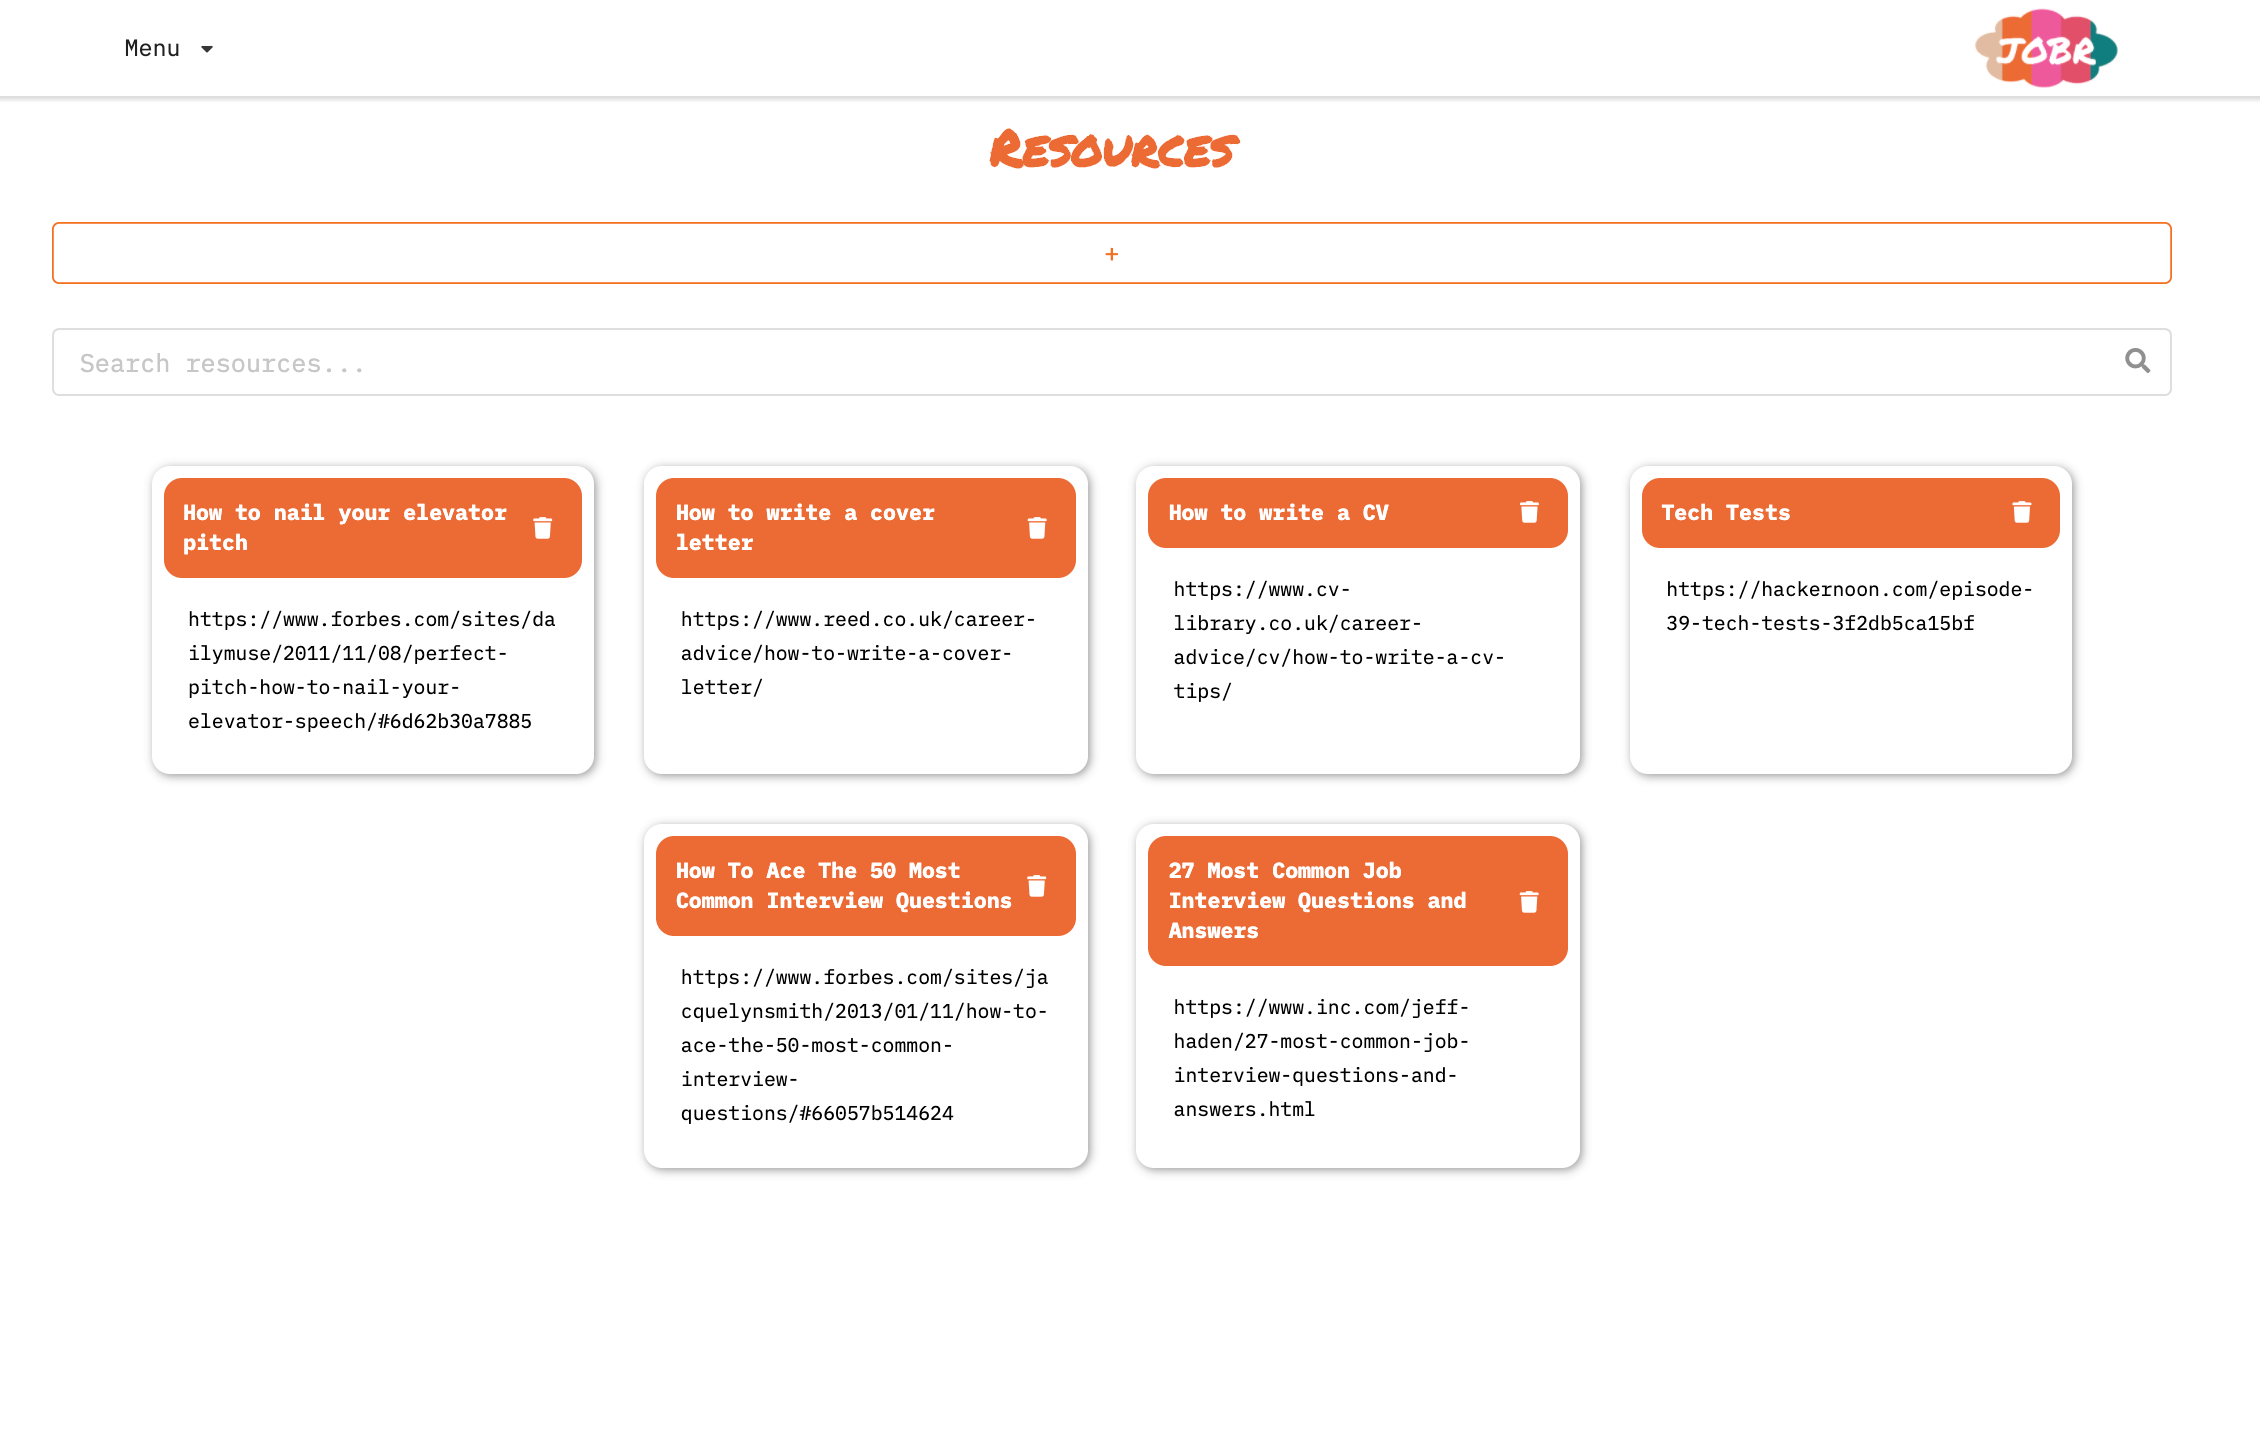 Menu
JOBR
Resources
+
Search resources...
How to nail your elevator
pitch
https://www.forbes.com/sites/da
ilymuse/2011/11/08/perfect-
pitch-how-to-nail-your-
elevator-speech/#6d62b30a7885
How to write a cover
letter
https://www.reed.co.uk/career-
advice/how-to-write-a-cover-
letter/
How to write a CV
https://www.cv-
library.co.uk/career-
advice/cv/how-to-write-a-cv-
tips/
Tech Tests
https://hackernoon.com/episode-
39-tech-tests-3f2db5ca15bf
How To Ace The 50 Most
Common Interview Questions
https://www.forbes.com/sites/ja
cquelynsmith/2013/01/11/how-to-
ace-the-50-most-common-
interview-
questions/#66057b514624
27 Most Common Job
Interview Questions and
Answers
https://www.inc.com/jeff-
haden/27-most-common-job-
interview-questions-and-
answers.html